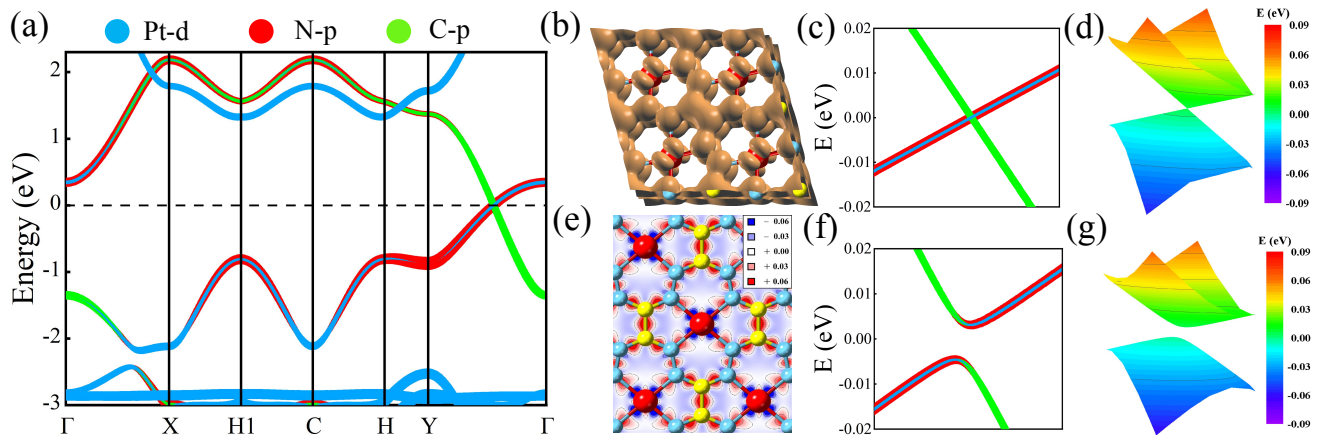 (a)
Pt-d
N-p
C-p
Energy (eV)
2
1
0
-1
-2
-3
Γ
X
H1
C
H
Y
Γ
(b)
(c)
E (eV)
0.02
0.01
0.00
-0.01
-0.02
(d)
E (eV)
0.09
0.06
0.03
0.00
-0.03
-0.06
-0.09
(e)
− 0.06
− 0.03
+ 0.00
+ 0.03
+ 0.06
(f)
E (eV)
0.02
0.01
0.00
-0.01
-0.02
(g)
E (eV)
0.09
0.06
0.03
0.00
-0.03
-0.06
-0.09